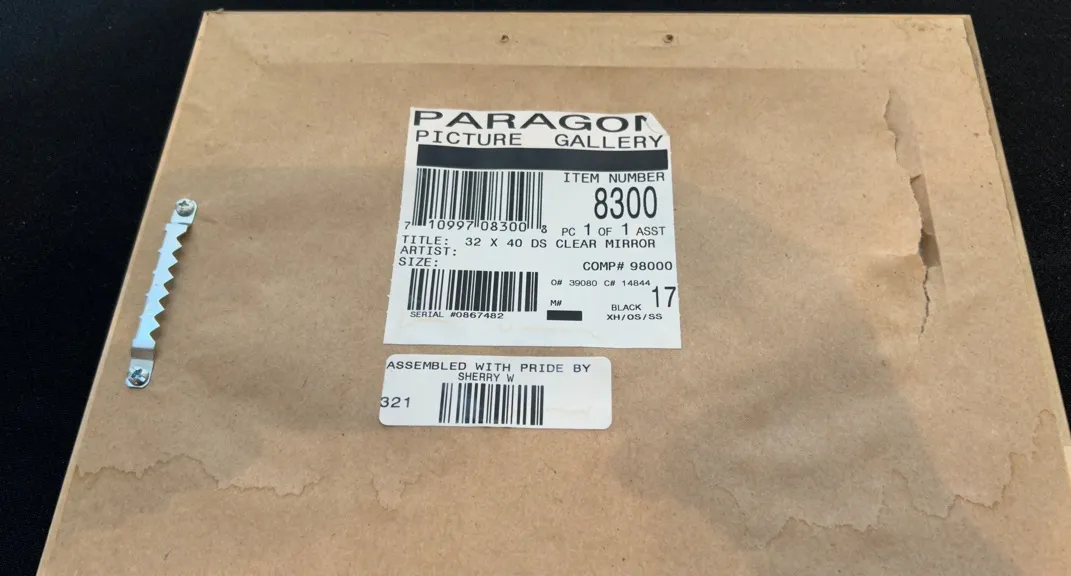 PARAGON
PICTURE GALLERY
ITEM NUMBER
8300
7 10997 08300 8
PC 1 OF 1 ASST
TITLE: 32 X 40 DS CLEAR MIRROR
ARTIST:
SIZE:
COMP# 98000
O# 39080 C# 14844
17
M#
BLACK
SERIAL #0867482
XH/OS/SS
ASSEMBLED WITH PRIDE BY
SHERRY W
321